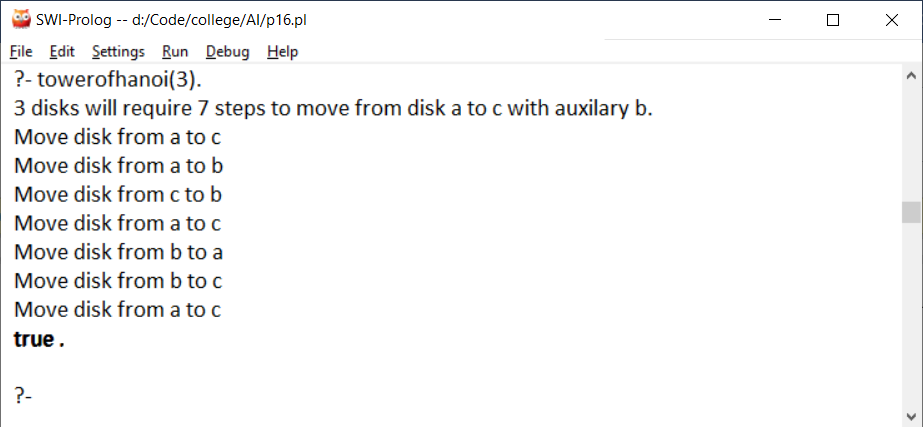 SWI-Prolog -- d:/Code/college/AI/p16.pl
File Edit Settings Run Debug Help
?- towerofhanoi(3).
3 disks will require 7 steps to move from disk a to c with auxilary b.
Move disk from a to c
Move disk from a to b
Move disk from c to b
Move disk from a to c
Move disk from b to a
Move disk from b to c
Move disk from a to c
true .
?-